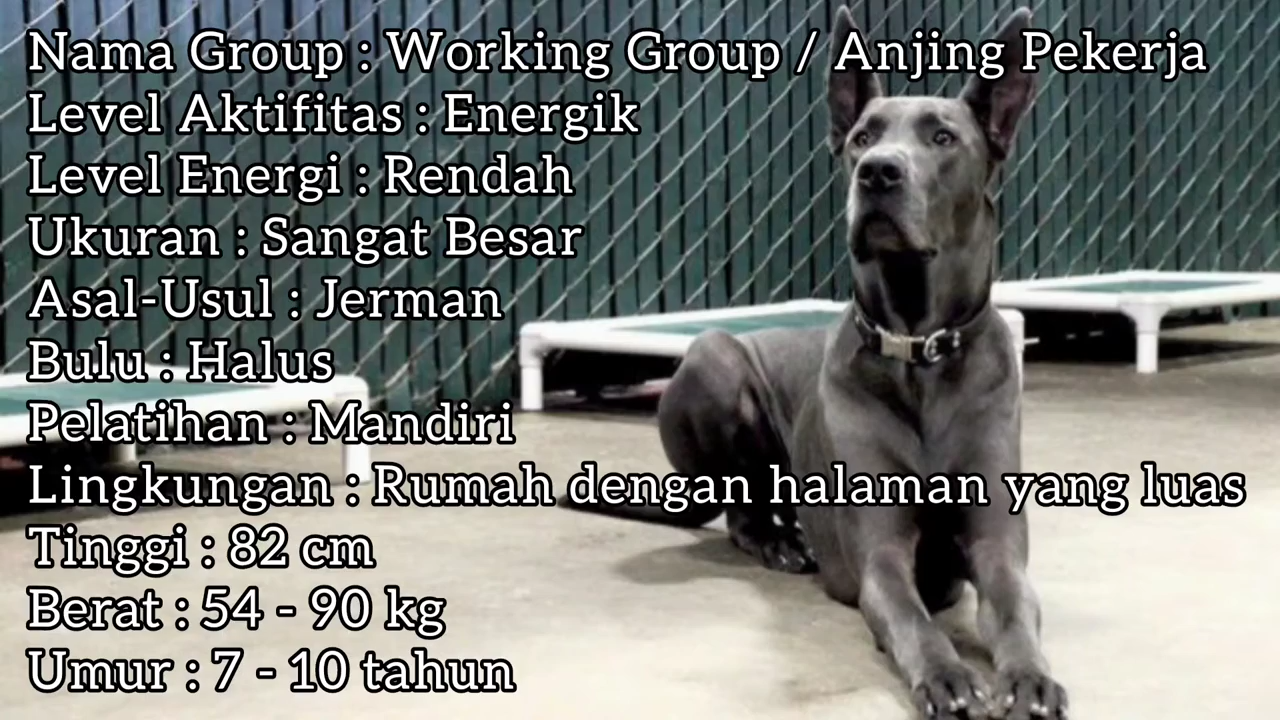 Nama Group : Working Group / Anjing Pekerja
Level Aktifitas : Energik
Level Energi : Rendah
Ukuran : Sangat Besar
Asal-Usul : Jerman
Bulu : Halus
Pelatihan : Mandiri
Lingkungan : Rumah dengan halaman yang luas
Tinggi : 82 cm
Berat : 54 - 90 kg
Umur : 7 - 10 tahun